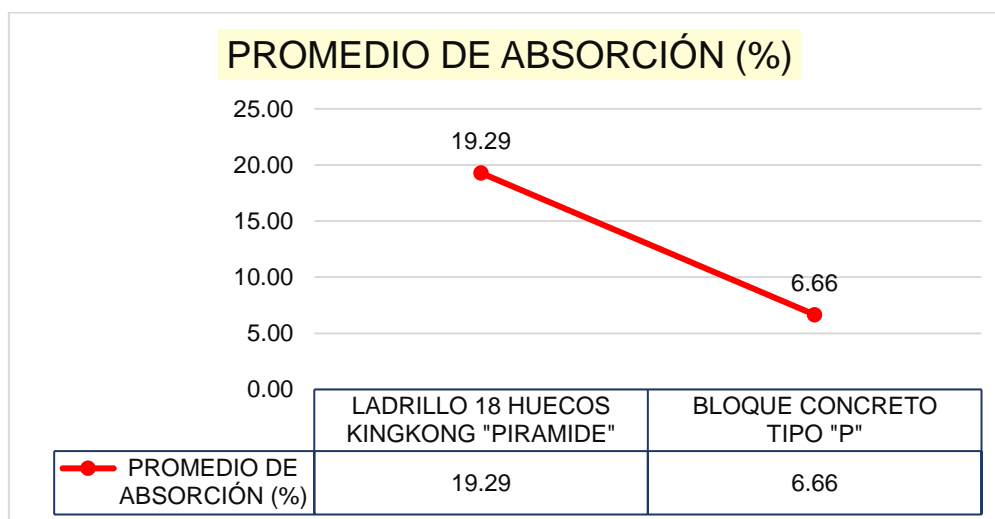 PROMEDIO DE ABSORCIÓN (%)
25.00
20.00
15.00
10.00
5.00
0.00
19.29
6.66
LADRILLO 18 HUECOS
KINGKONG "PIRAMIDE"
BLOQUE CONCRETO
TIPO "P"
PROMEDIO DE
ABSORCIÓN (%)
19.29
6.66